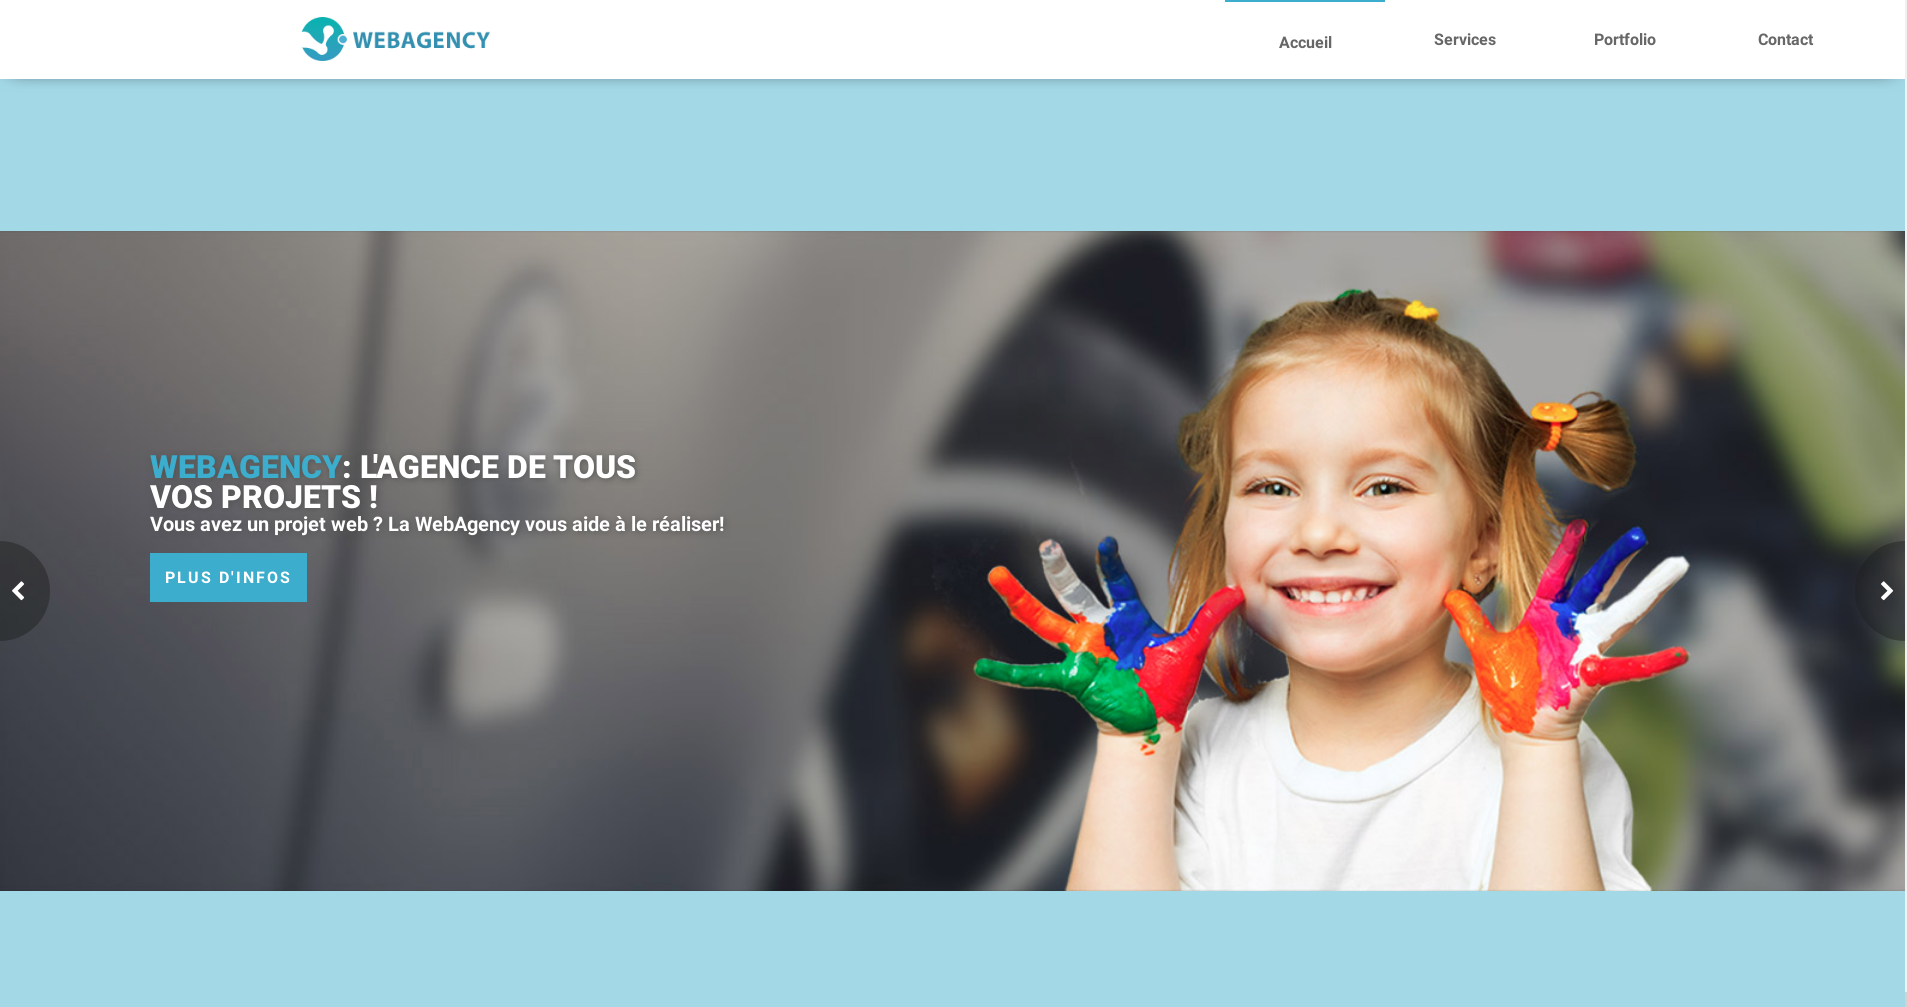 WEBAGENCY
Accueil
Services
Portfolio
Contact
WEBAGENCY: L'AGENCE DE TOUS
VOS PROJETS !
Vous avez un projet web ? La WebAgency vous aide à le réaliser!
PLUS D'INFOS